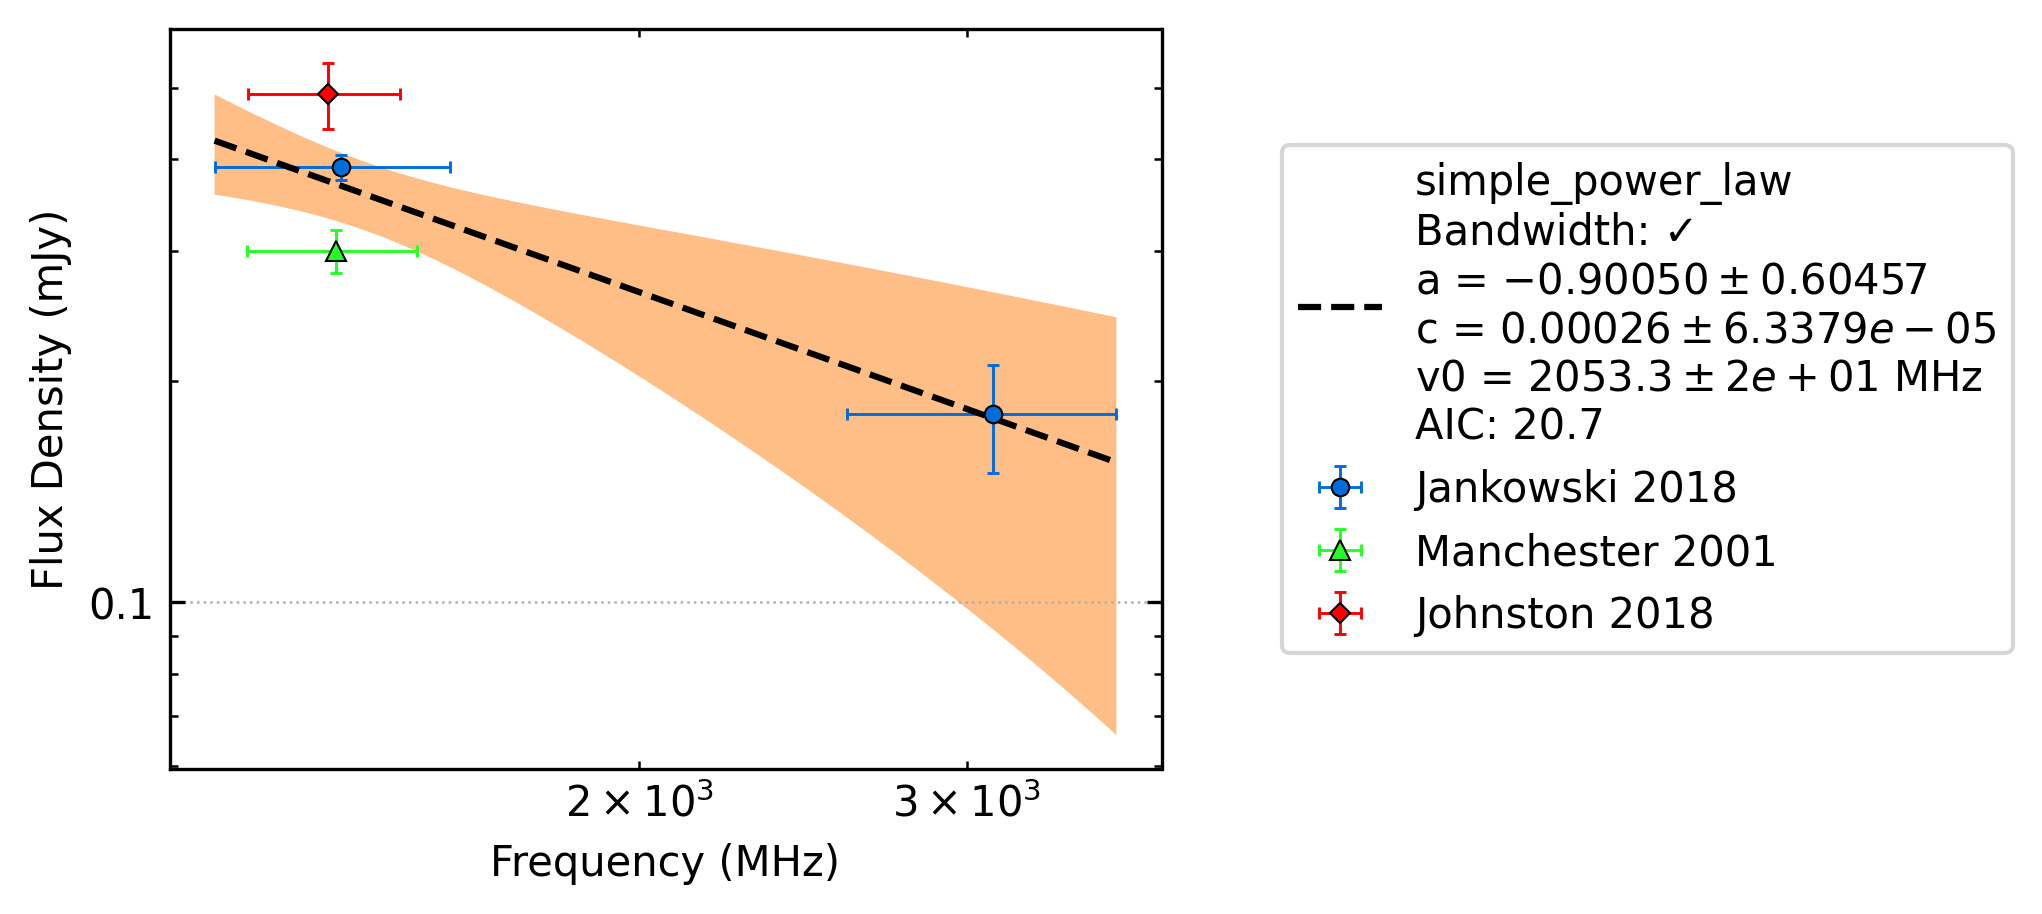 Flux Density (mJy)
0.1
2 × 10³
3 × 10³
Frequency (MHz)
simple_power_law
Bandwidth: ✓
a = −0.90050 ± 0.60457
c = 0.00026 ± 6.3379e − 05
v0 = 2053.3 ± 2e + 01 MHz
AIC: 20.7
Jankowski 2018
Manchester 2001
Johnston 2018